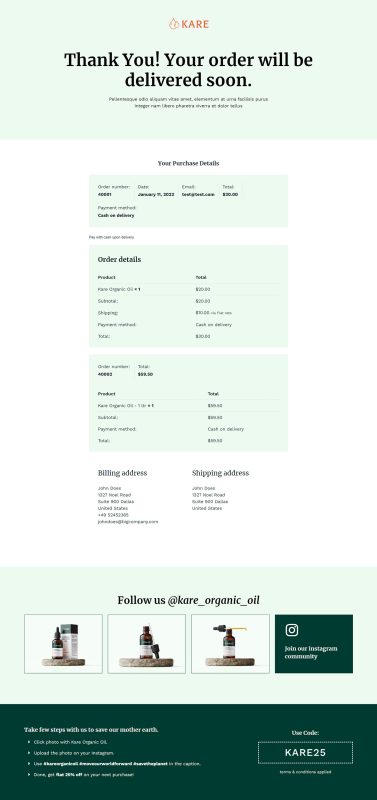 KARE
Thank You! Your order will be
delivered soon.
Pellentesque odio aliquam vitae amet, elementum at urna facilisis purus
integer nam libero pharetra viverra et dolor tellus
Your Purchase Details
Order number: Date: Email: Total:
40001 January 11, 2022 test@test.com $30.00
Payment method:
Cash on delivery
Pay with cash upon delivery.
Order details
Product Total
Kare Organic Oil × 1 $20.00
Subtotal: $20.00
Shipping: $10.00 via Flat rate
Payment method: Cash on delivery
Total: $30.00
Order number: Total:
40002 $59.50
Product Total
Kare Organic Oil - 1 ltr × 1 $59.50
Subtotal: $59.50
Payment method: Cash on delivery
Total: $59.50
Billing address Shipping address
John Does John Does
1327 Noel Road 1327 Noel Road
Suite 900 Dallas Suite 900 Dallas
United States United States
+49 52452365
johndoes@bigcompany.com
Follow us @kare_organic_oil
Join our instagram
community
Take few steps with us to save our mother earth.
Click photo with Kare Organic Oil.
Upload the photo on your Instagram.
Use #kareorganicoil #moveourworldforward #savetheplanet in the caption.
Done, get flat 25% off on your next purchase!
Use Code:
KARE25
terms & conditions applied